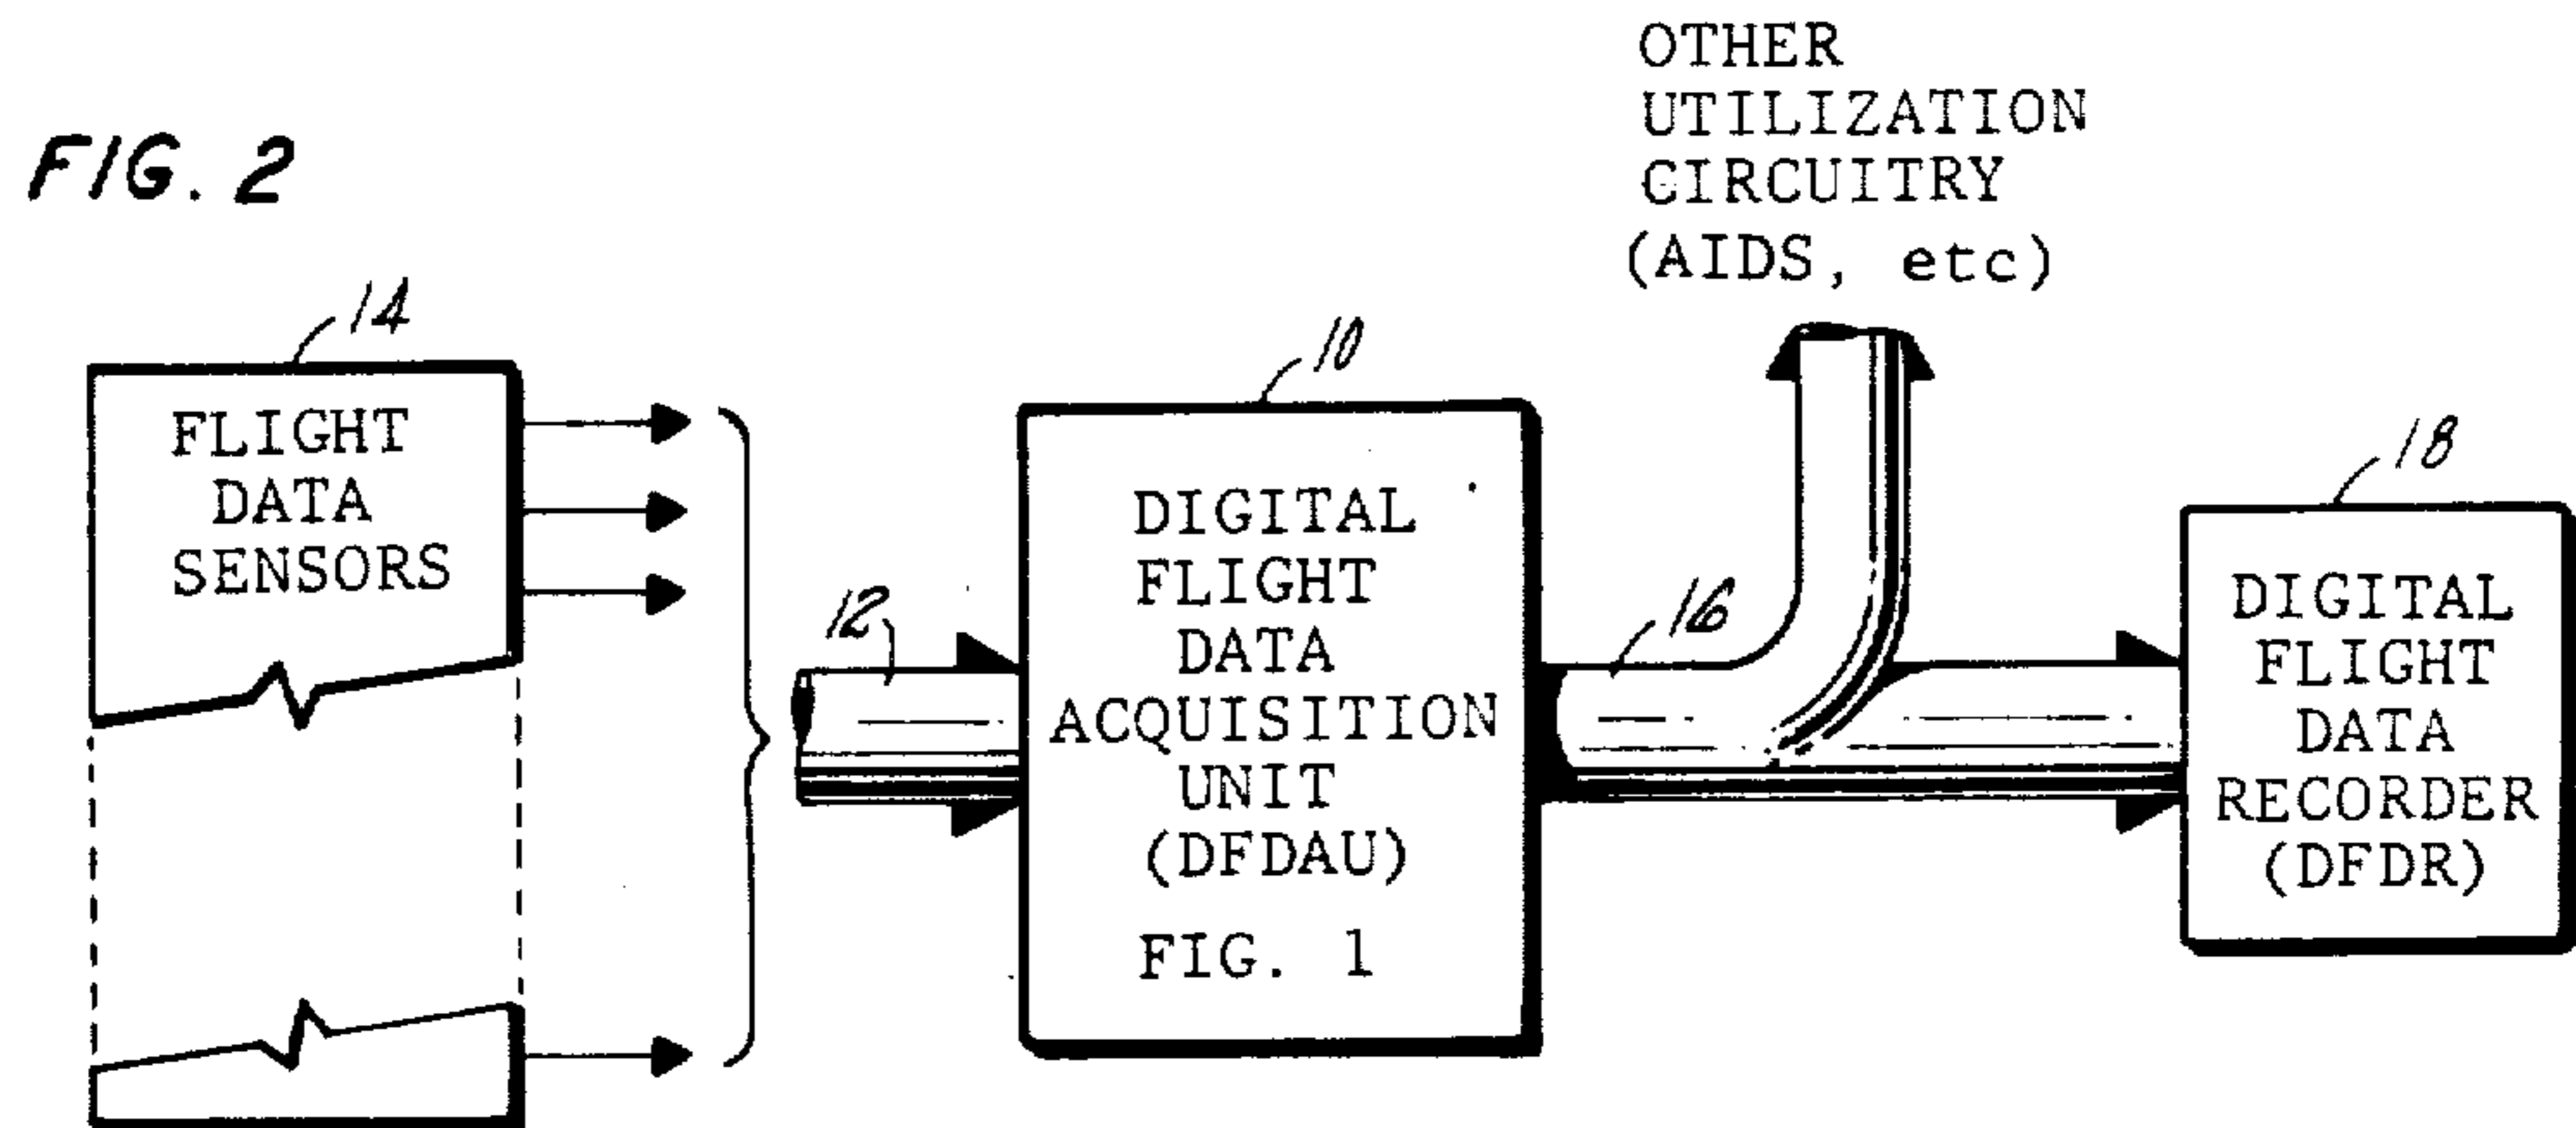 FIG. 2
OTHER
UTILIZATION
CIRCUITRY
(AIDS, etc)
14
FLIGHT
DATA
SENSORS
12
10
DIGITAL
FLIGHT
DATA
ACQUISITION
UNIT
(DFDAU)
FIG. 1
16
18
DIGITAL
FLIGHT
DATA
RECORDER
(DFDR)